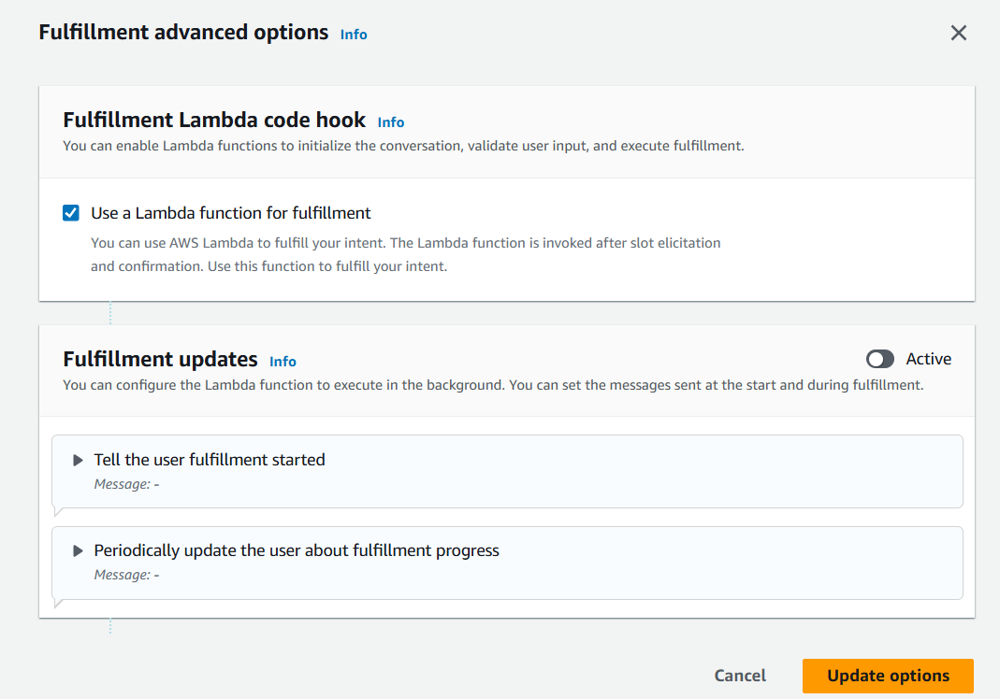 Fulfillment advanced options Info
Fulfillment Lambda code hook Info
You can enable Lambda functions to initialize the conversation, validate user input, and execute fulfillment.
Use a Lambda function for fulfillment
You can use AWS Lambda to fulfill your intent. The Lambda function is invoked after slot elicitation
and confirmation. Use this function to fulfill your intent.
Fulfillment updates Info Active
You can configure the Lambda function to execute in the background. You can set the messages sent at the start and during fulfillment.
Tell the user fulfillment started
Message: -
Periodically update the user about fulfillment progress
Message: -
Cancel Update options